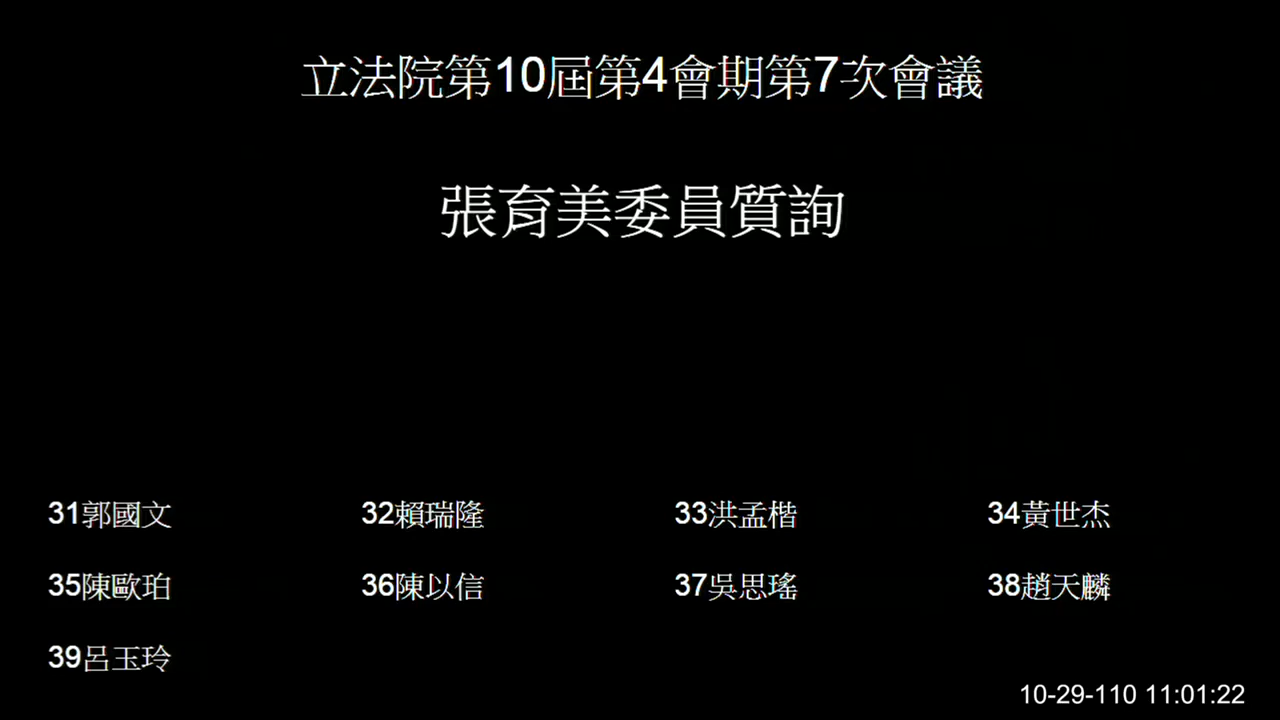 立法院第10屆第4會期第7次會議
張育美委員質詢
31郭國文 32賴瑞隆 33洪孟楷 34黃世杰
35陳歐珀 36陳以信 37吳思瑤 38趙天麟
39呂玉玲
10-29-110 11:01:22